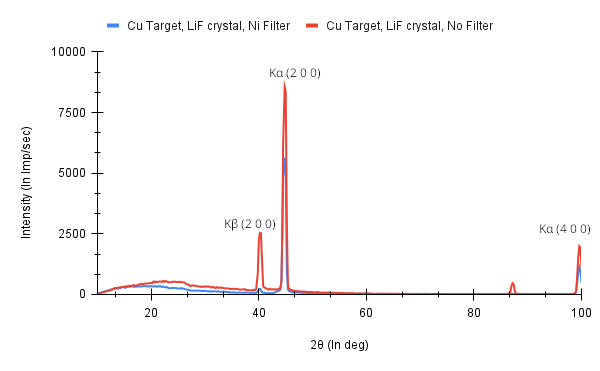 Cu Target, LiF crystal, Ni Filter
Cu Target, LiF crystal, No Filter
10000
Kα (2 0 0)
7500
5000
Kβ (2 0 0)
Kα (4 0 0)
2500
0
20
40
60
80
100
Intensity (In Imp/sec)
2θ (In deg)